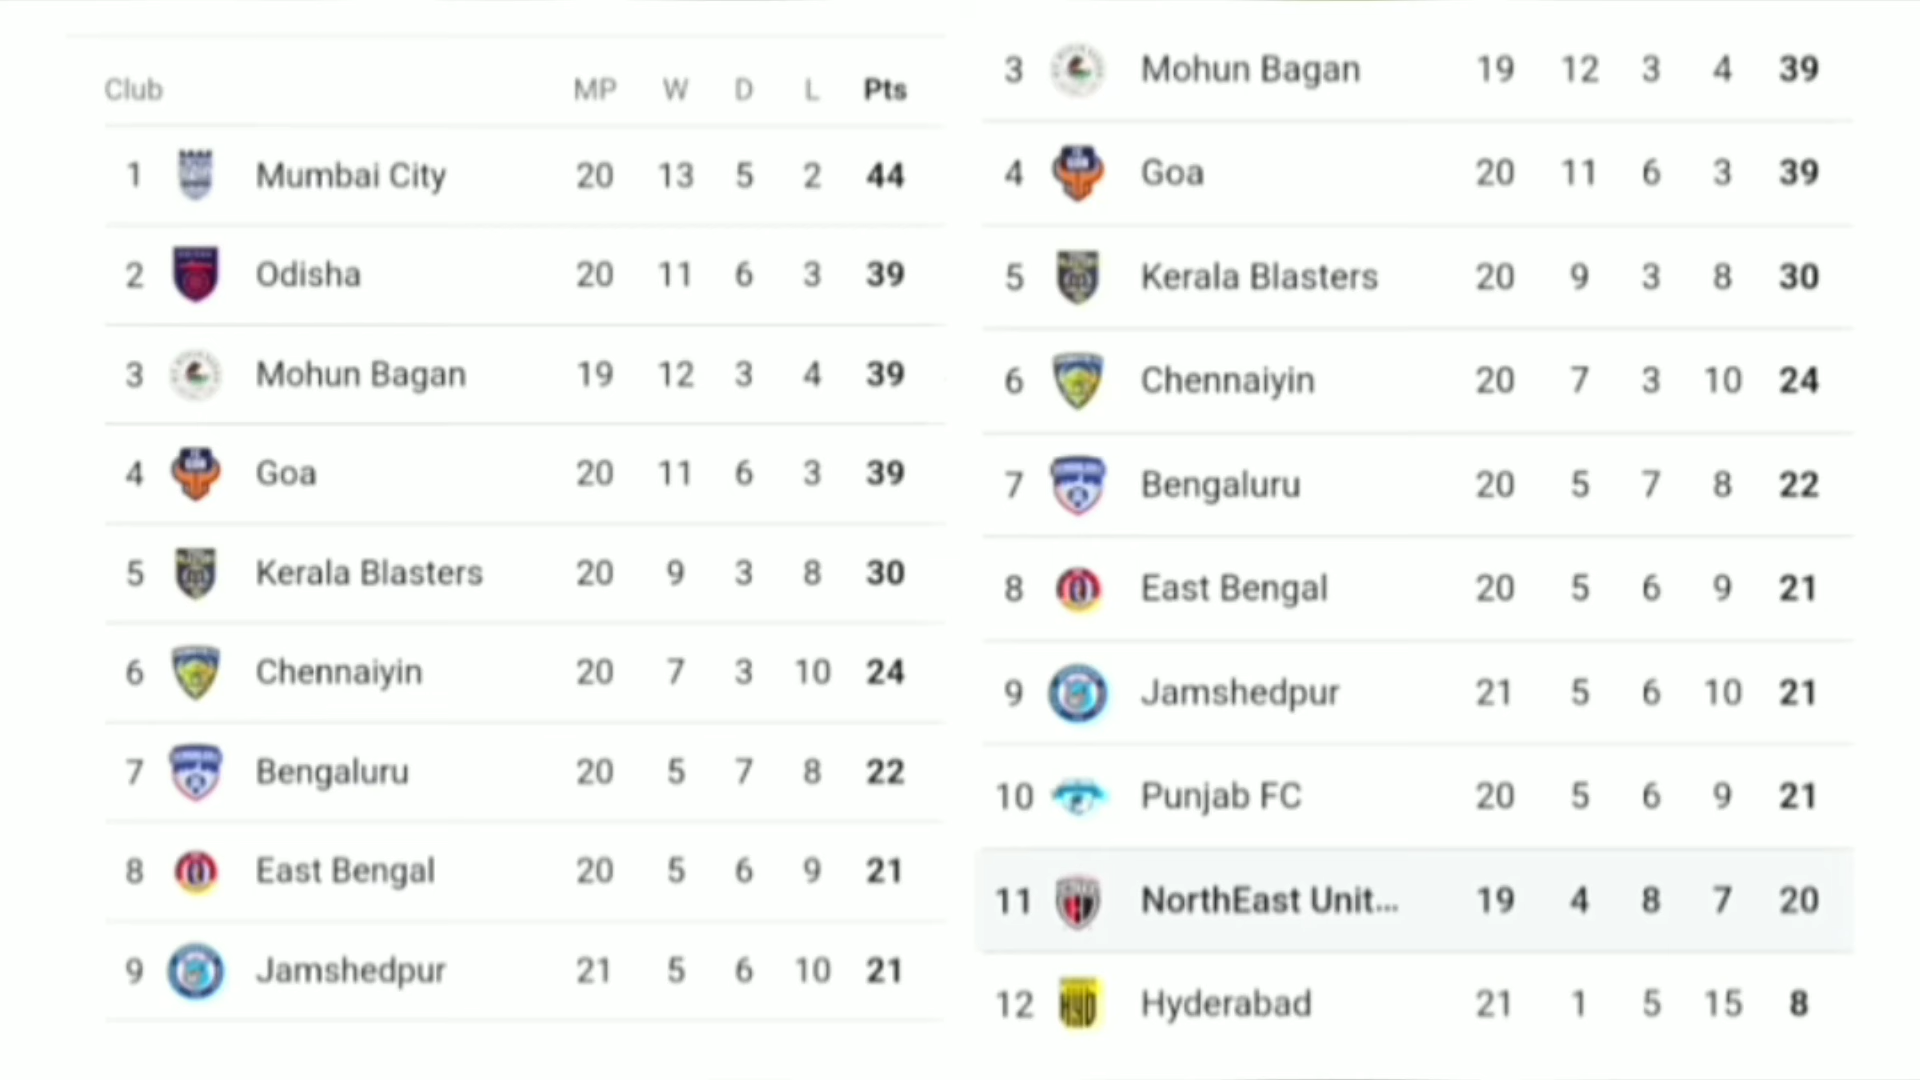 Club MP W D L Pts
1 Mumbai City 20 13 5 2 44
2 Odisha 20 11 6 3 39
3 Mohun Bagan 19 12 3 4 39
4 Goa 20 11 6 3 39
5 Kerala Blasters 20 9 3 8 30
6 Chennaiyin 20 7 3 10 24
7 Bengaluru 20 5 7 8 22
8 East Bengal 20 5 6 9 21
9 Jamshedpur 21 5 6 10 21
3 Mohun Bagan 19 12 3 4 39
4 Goa 20 11 6 3 39
5 Kerala Blasters 20 9 3 8 30
6 Chennaiyin 20 7 3 10 24
7 Bengaluru 20 5 7 8 22
8 East Bengal 20 5 6 9 21
9 Jamshedpur 21 5 6 10 21
10 Punjab FC 20 5 6 9 21
11 NorthEast Unit... 19 4 8 7 20
12 HYD Hyderabad 21 1 5 15 8